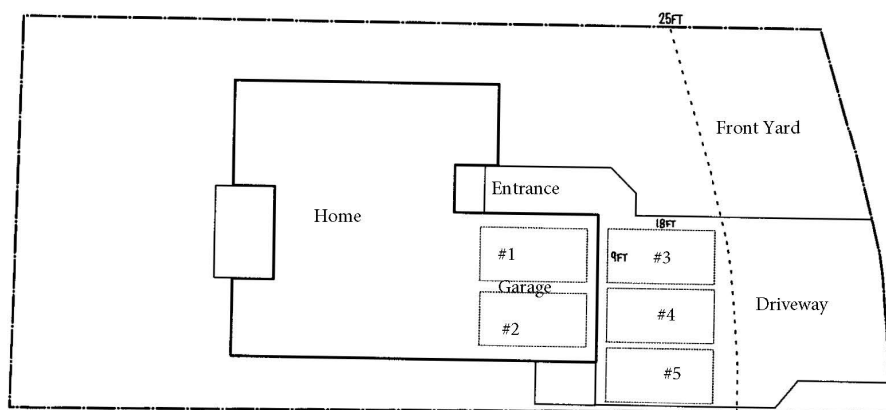 25FT
Front Yard
Entrance
Home
18FT
#1
9FT
#3
Garage
Driveway
#2
#4
#5